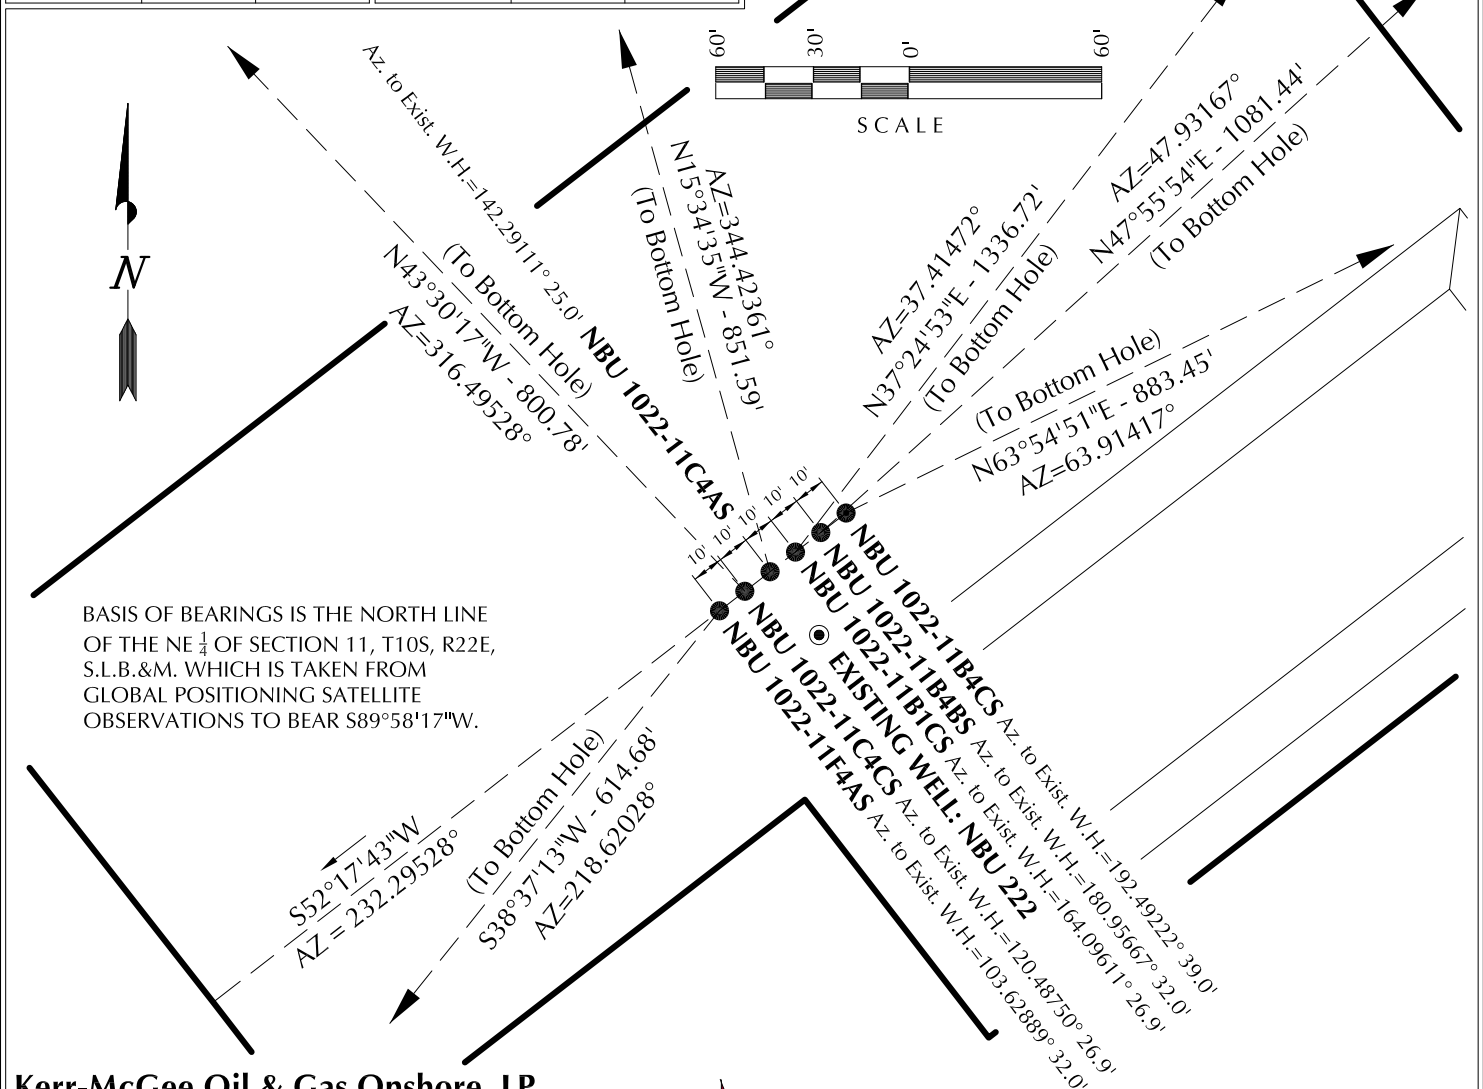 60'
30'
0'
60'
SCALE
N
Az. to Exist. W.H.=142.29111° 25.0'
NBU 1022-11C4AS
(To Bottom Hole)
N43°30'17"W - 800.78'
AZ=316.49528°
AZ=344.42361°
N15°34'35"W - 851.59'
(To Bottom Hole)
AZ=37.41472°
N37°24'53"E - 1336.72'
(To Bottom Hole)
AZ=47.93167°
N47°55'54"E - 1081.44'
(To Bottom Hole)
(To Bottom Hole)
N63°54'51"E - 883.45'
AZ=63.91417°
10'
10'
10'
10'
10'
BASIS OF BEARINGS IS THE NORTH LINE
OF THE NE 1/4 OF SECTION 11, T10S, R22E,
S.L.B.&M. WHICH IS TAKEN FROM
GLOBAL POSITIONING SATELLITE
OBSERVATIONS TO BEAR S89°58'17"W.
NBU 1022-11B4CS Az. to Exist. W.H.=192.49222° 39.0'
NBU 1022-11B4BS Az. to Exist. W.H.=180.95667° 32.0'
NBU 1022-11B1CS Az. to Exist. W.H.=164.09611° 26.9'
EXISTING WELL: NBU 222
NBU 1022-11C4CS Az. to Exist. W.H.=120.48750° 26.9'
NBU 1022-11F4AS Az. to Exist. W.H.=103.62889° 32.0'
S52°17'43"W
AZ = 232.29528°
(To Bottom Hole)
S38°37'13"W - 614.68'
AZ=218.62028°
Kerr-McGee Oil & Gas Onshore, LP